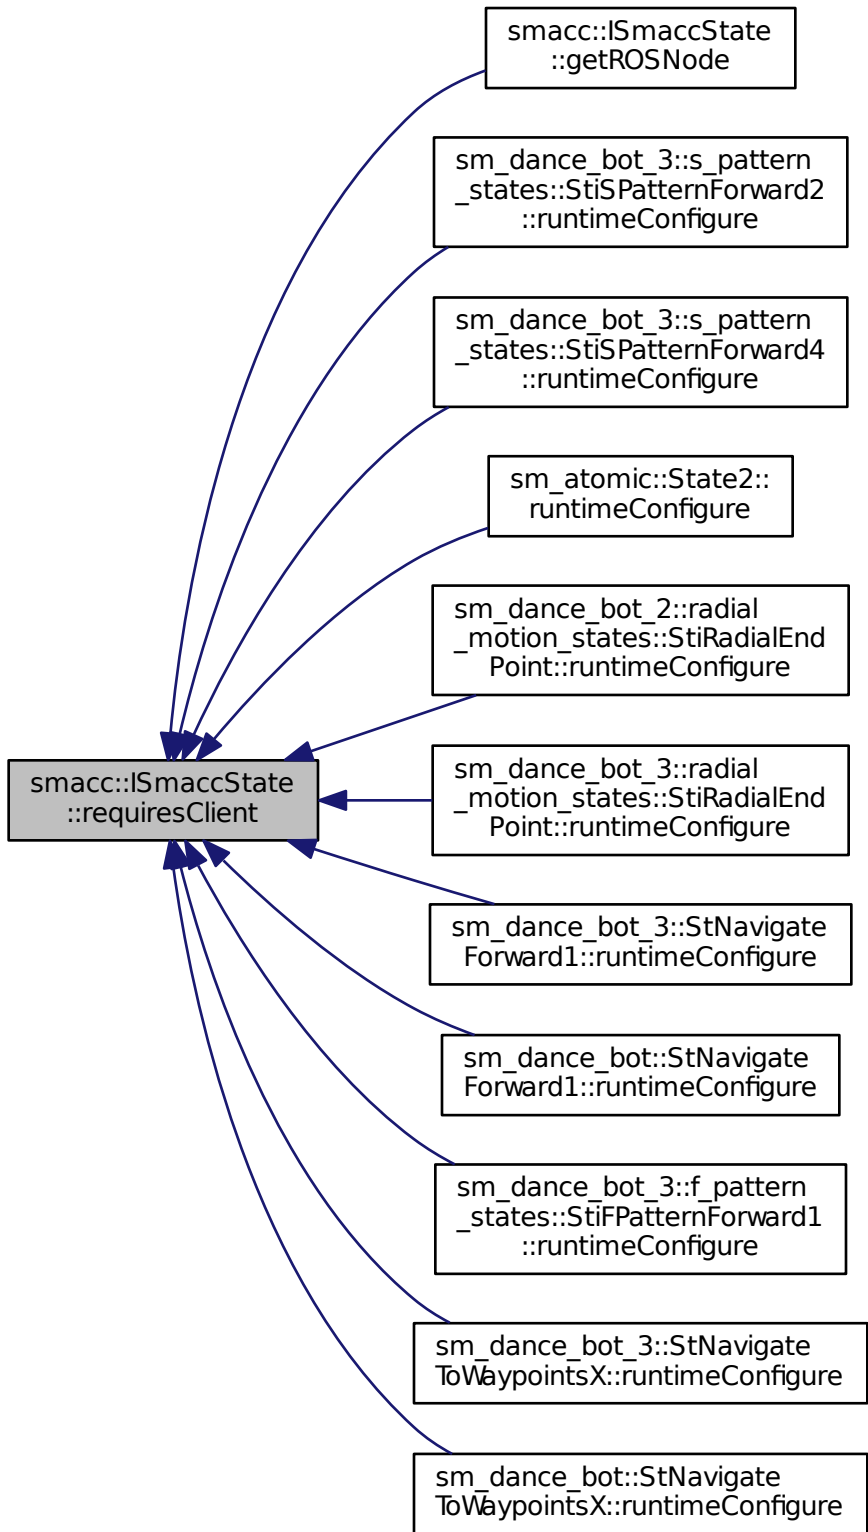 smacc::ISmaccState
::getROSNode
sm_dance_bot_3::s_pattern
_states::StiSPatternForward2
::runtimeConfigure
sm_dance_bot_3::s_pattern
_states::StiSPatternForward4
::runtimeConfigure
sm_atomic::State2::
runtimeConfigure
sm_dance_bot_2::radial
_motion_states::StiRadialEnd
Point::runtimeConfigure
smacc::ISmaccState
::requiresClient
sm_dance_bot_3::radial
_motion_states::StiRadialEnd
Point::runtimeConfigure
sm_dance_bot_3::StNavigate
Forward1::runtimeConfigure
sm_dance_bot::StNavigate
Forward1::runtimeConfigure
sm_dance_bot_3::f_pattern
_states::StiFPatternForward1
::runtimeConfigure
sm_dance_bot_3::StNavigate
ToWaypointsX::runtimeConfigure
sm_dance_bot::StNavigate
ToWaypointsX::runtimeConfigure